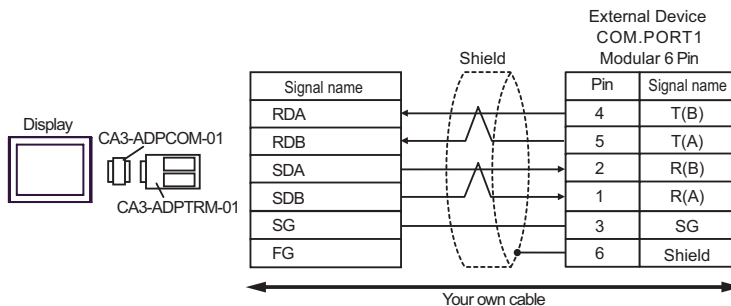 External Device
COM.PORT1
Modular 6 Pin
Shield
Signal name
Pin Signal name
RDA 4 T(B)
RDB 5 T(A)
SDA 2 R(B)
SDB 1 R(A)
SG 3 SG
FG 6 Shield
Display
CA3-ADPCOM-01
CA3-ADPTRM-01
Your own cable